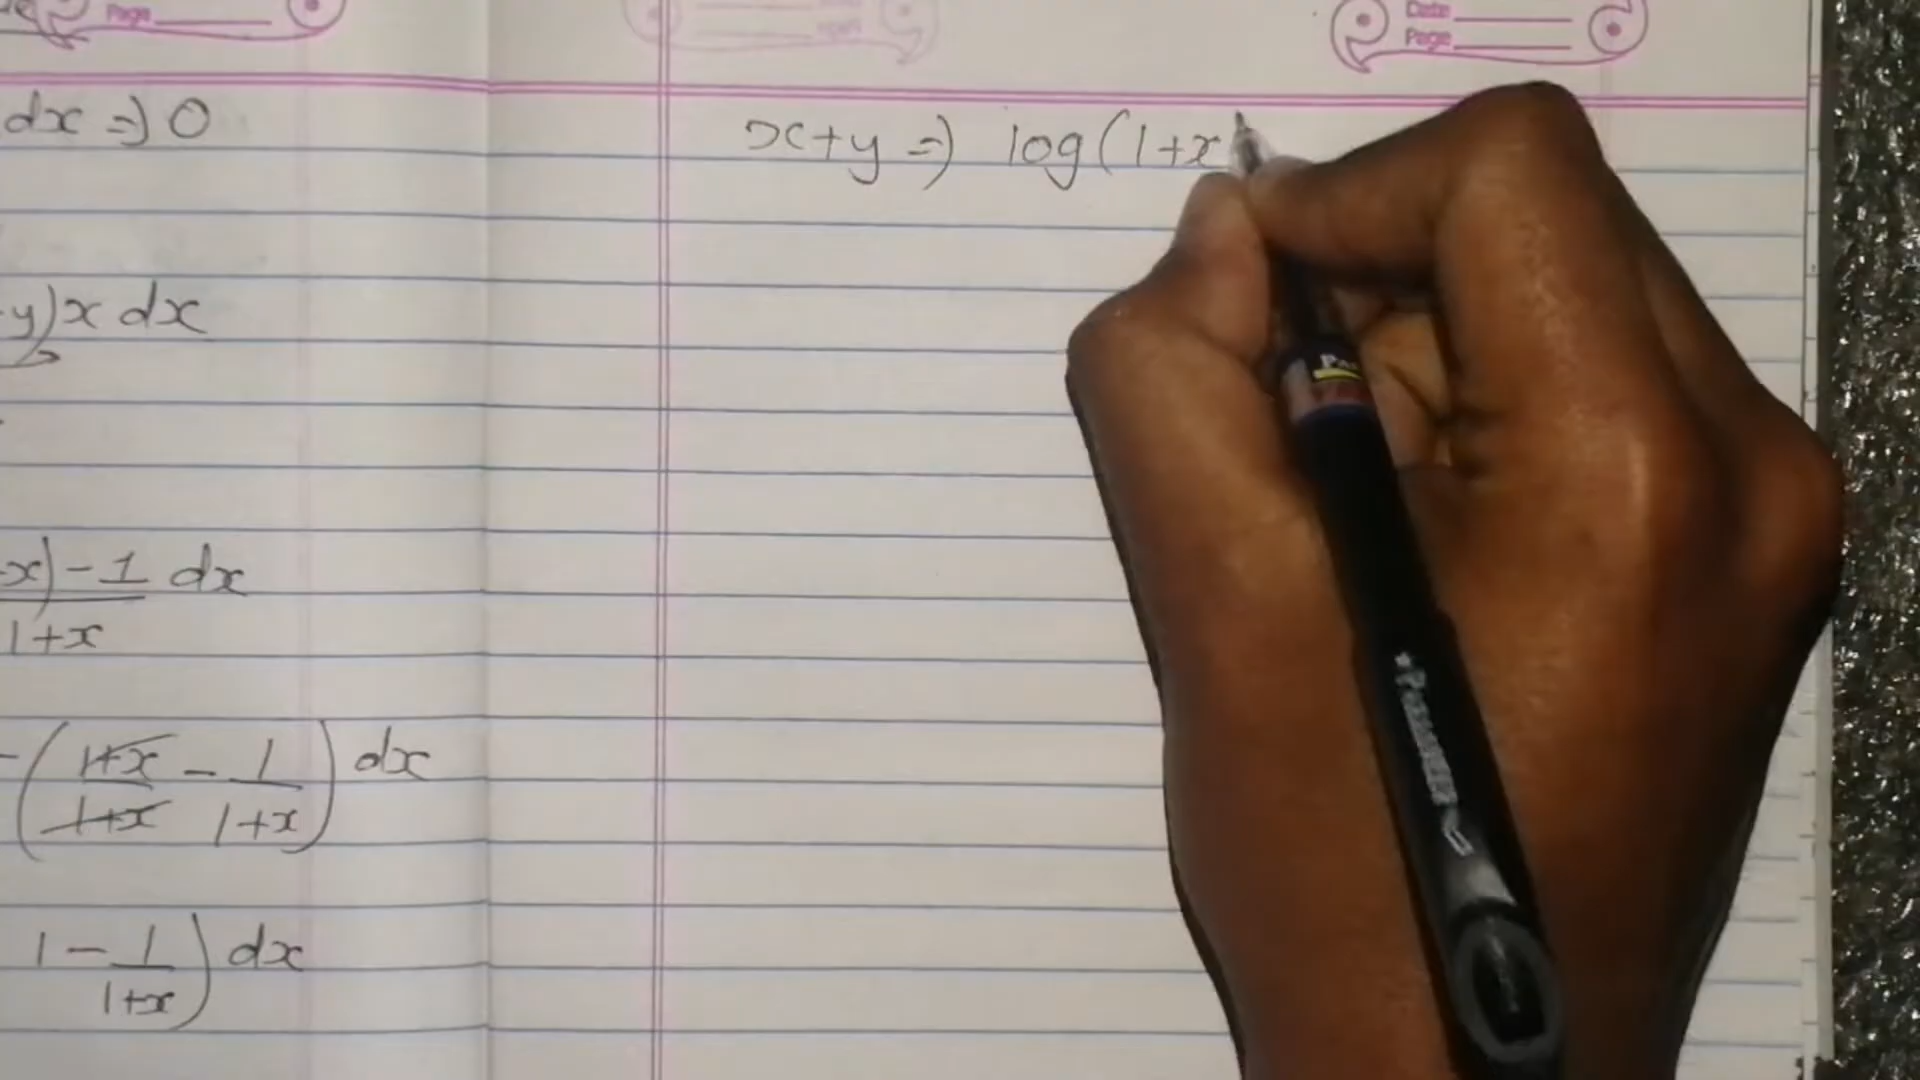 Page
Date
Page
dx ⇒ 0
y) x dx
x) - 1 dx
1+x
- ( 1+x/1+x - 1/1+x ) dx
1 - 1/1+x ) dx
x+y ⇒ log(1+x